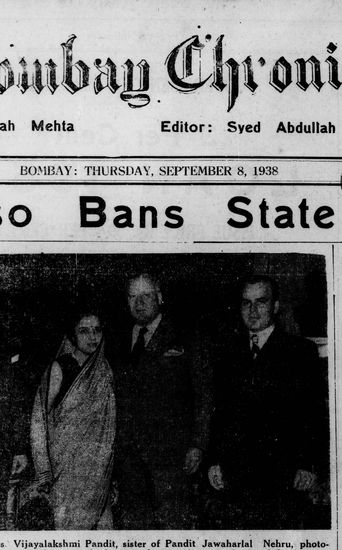 ombay Chroni
ah Mehta Editor: Syed Abdullah
BOMBAY: THURSDAY, SEPTEMBER 8, 1938
so Bans State
s. Vijayalakshmi Pandit, sister of Pandit Jawaharlal Nehru, photo-